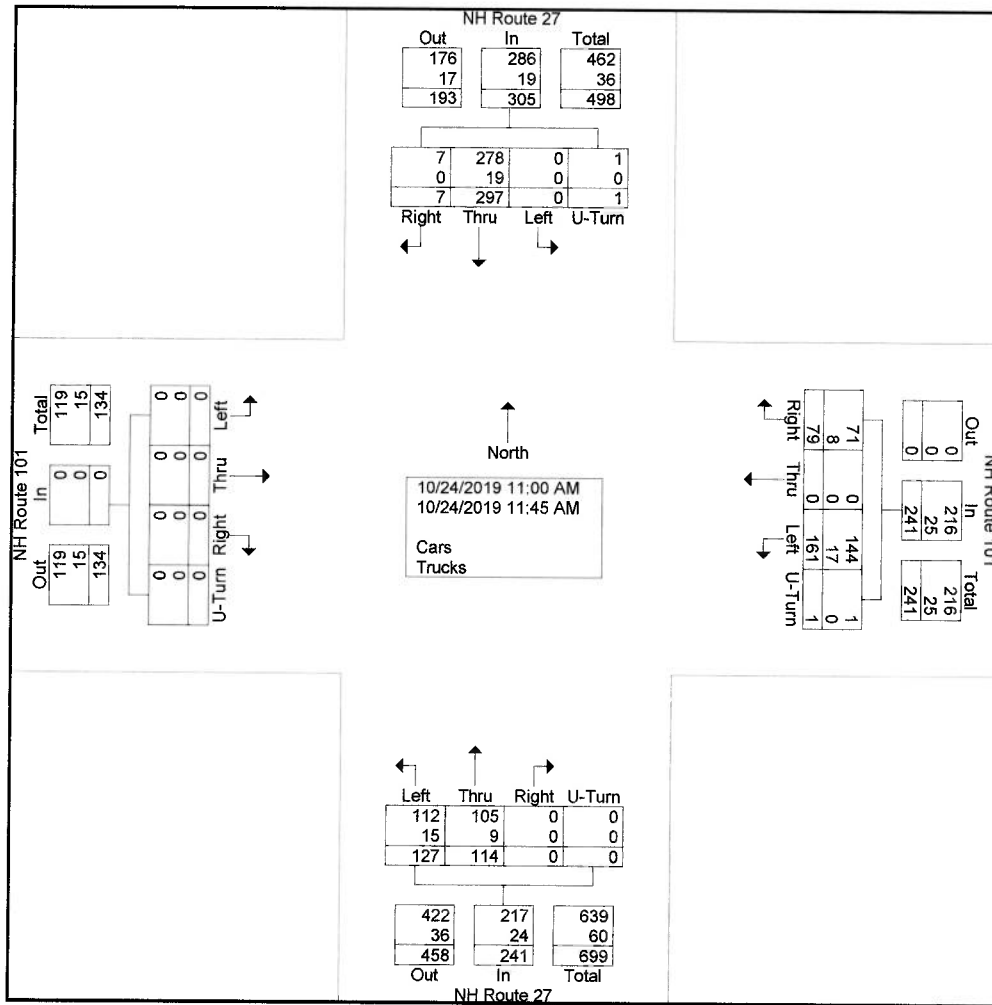 NH Route 27
Out In Total
176 286 462
17 19 36
193 305 498
7 278 0 1
0 19 0 0
7 297 0 1
Right Thru Left U-Turn
NH Route 101
Total In Out
119 0 119
15 0 15
134 0 134
Left Thru Right U-Turn
0 0 0 0
0 0 0 0
0 0 0 0
North
10/24/2019 11:00 AM
10/24/2019 11:45 AM
Cars
Trucks
Right Thru Left U-Turn
71 0 144 1
8 0 17 0
79 0 161 1
NH Route 101
Out In Total
0 216 216
0 25 25
0 241 241
Left Thru Right U-Turn
112 105 0 0
15 9 0 0
127 114 0 0
422 217 639
36 24 60
458 241 699
Out In Total
NH Route 27